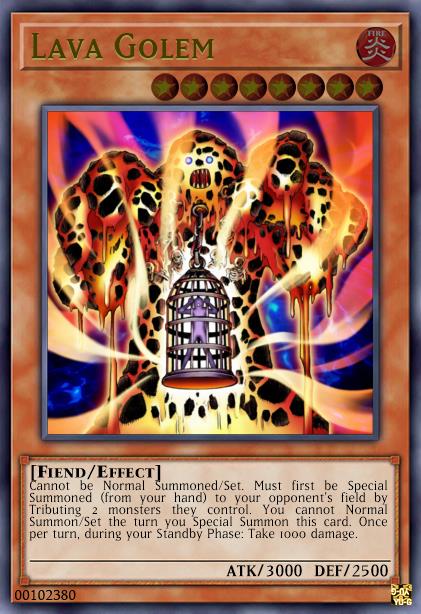 LAVA GOLEM
FIRE
炎
[FIEND/EFFECT]
Cannot be Normal Summoned/Set. Must first be Special
Summoned (from your hand) to your opponent's field by
Tributing 2 monsters they control. You cannot Normal
Summon/Set the turn you Special Summon this card. Once
per turn, during your Standby Phase: Take 1000 damage.
ATK/3000 DEF/2500
00102380